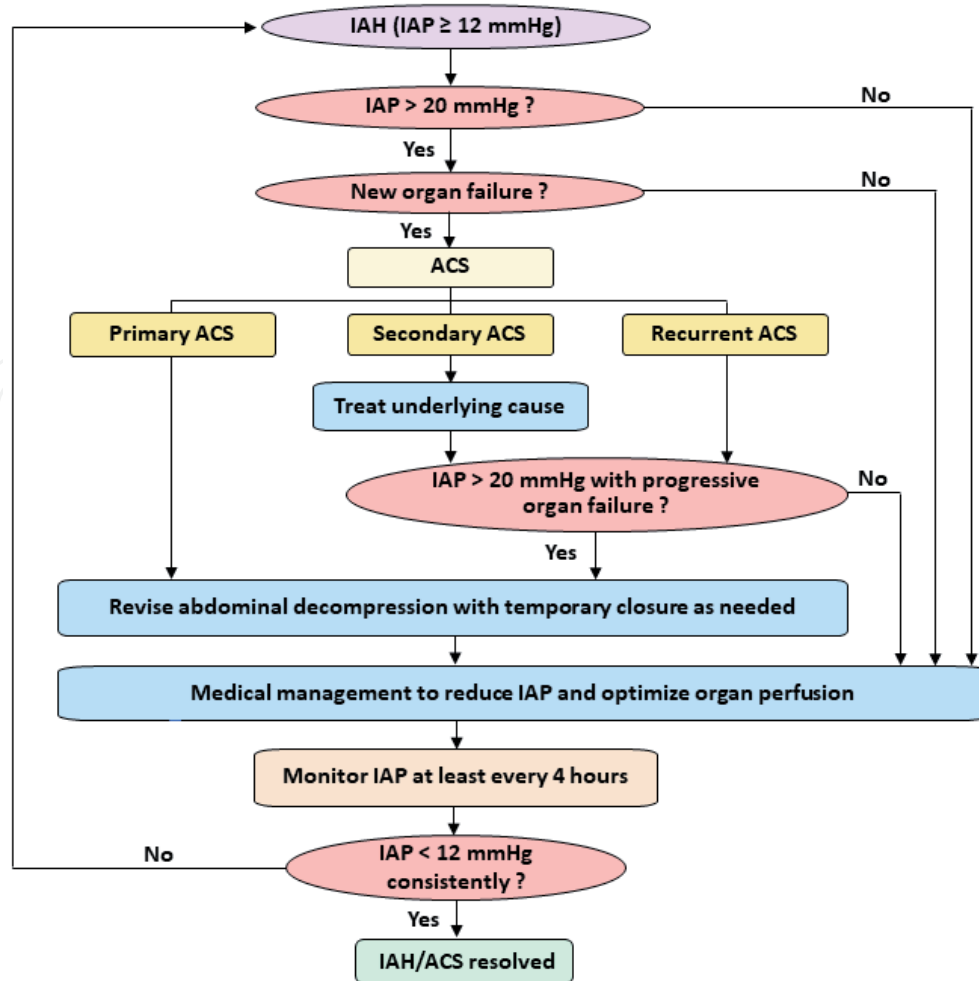 IAH (IAP ≥ 12 mmHg)
IAP > 20 mmHg ?
No
Yes
New organ failure ?
No
Yes
ACS
Primary ACS
Secondary ACS
Recurrent ACS
Treat underlying cause
IAP > 20 mmHg with progressive
organ failure ?
No
Yes
Revise abdominal decompression with temporary closure as needed
Medical management to reduce IAP and optimize organ perfusion
Monitor IAP at least every 4 hours
IAP < 12 mmHg
consistently ?
No
Yes
IAH/ACS resolved